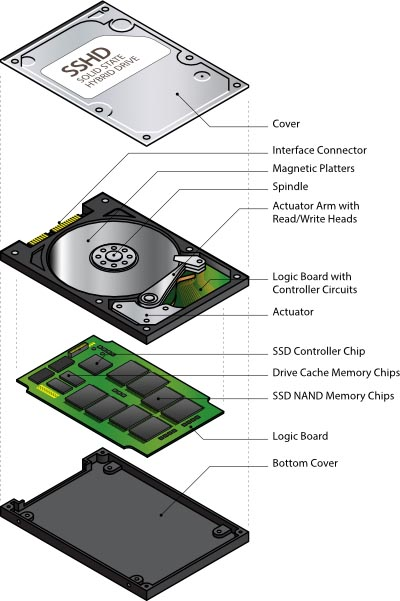 SSHD
SOLID STATE
HYBRID DRIVE
Cover
Interface Connector
Magnetic Platters
Spindle
Actuator Arm with
Read/Write Heads
Logic Board with
Controller Circuits
Actuator
SSD Controller Chip
Drive Cache Memory Chips
SSD NAND Memory Chips
Logic Board
Bottom Cover